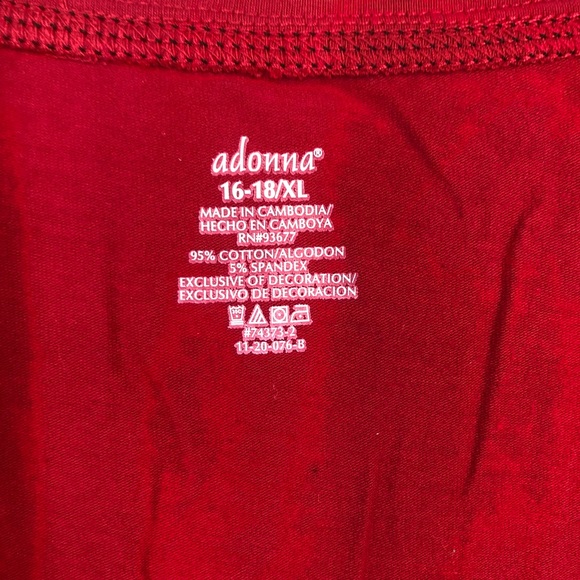 adonna®
16-18/XL
MADE IN CAMBODIA/
HECHO EN CAMBOYA
RN#93677
95% COTTON/ALGODON
5% SPANDEX
EXCLUSIVE OF DECORATION/
EXCLUSIVO DE DECORACION
#74373-2
11-20-076-B